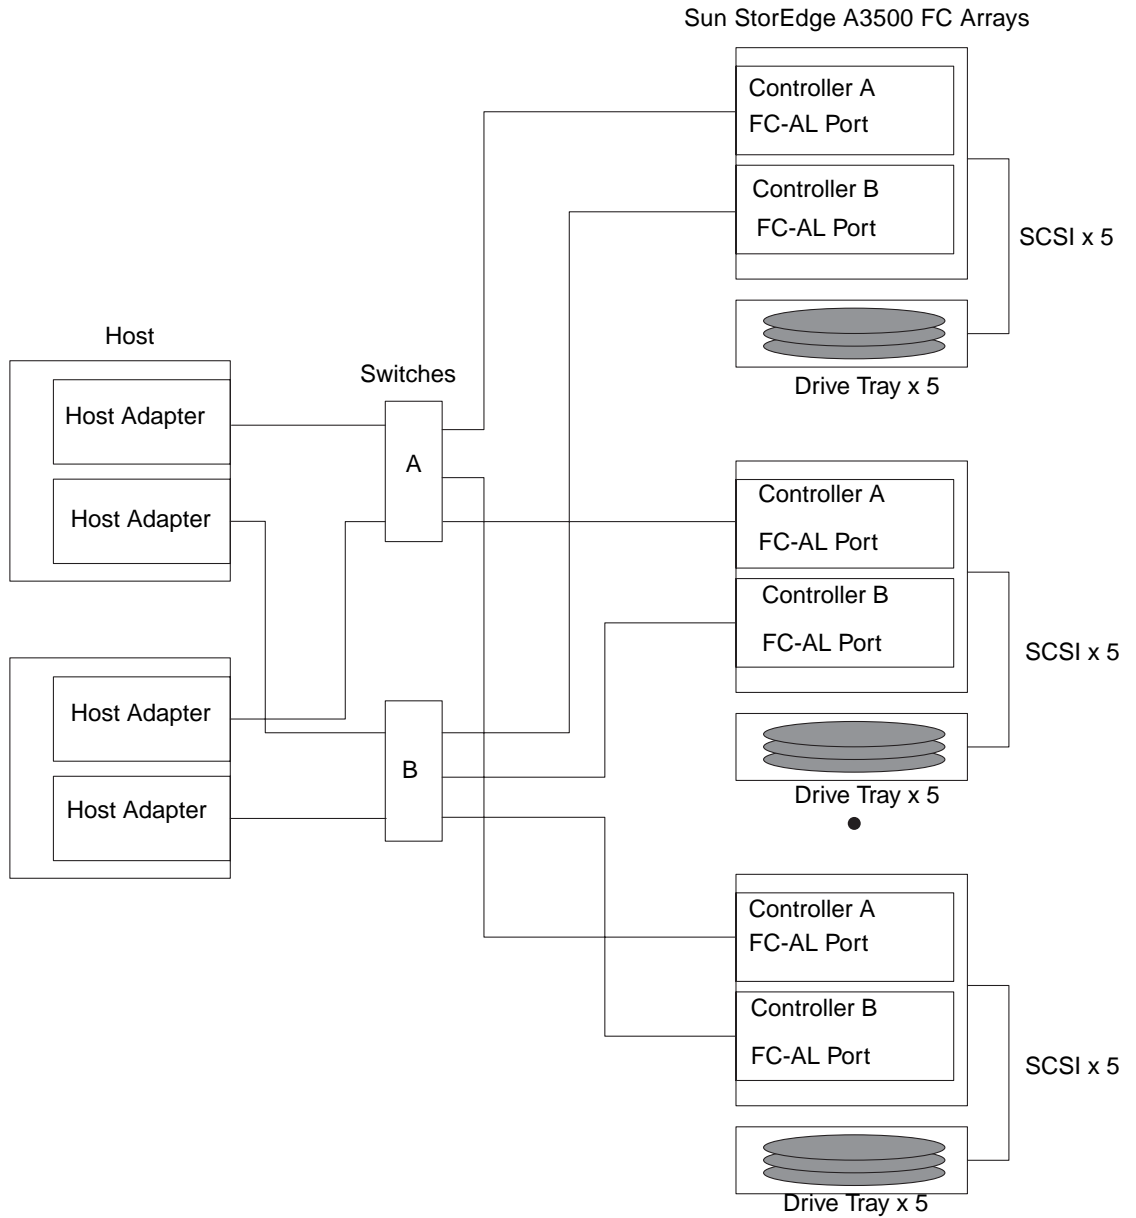 Sun StorEdge A3500 FC Arrays
Controller A
FC-AL Port
Controller B
FC-AL Port
SCSI x 5
Drive Tray x 5
Host
Host Adapter
Host Adapter
Switches
A
Controller A
FC-AL Port
Controller B
FC-AL Port
SCSI x 5
Host Adapter
Host Adapter
B
Drive Tray x 5
Controller A
FC-AL Port
Controller B
FC-AL Port
SCSI x 5
Drive Tray x 5